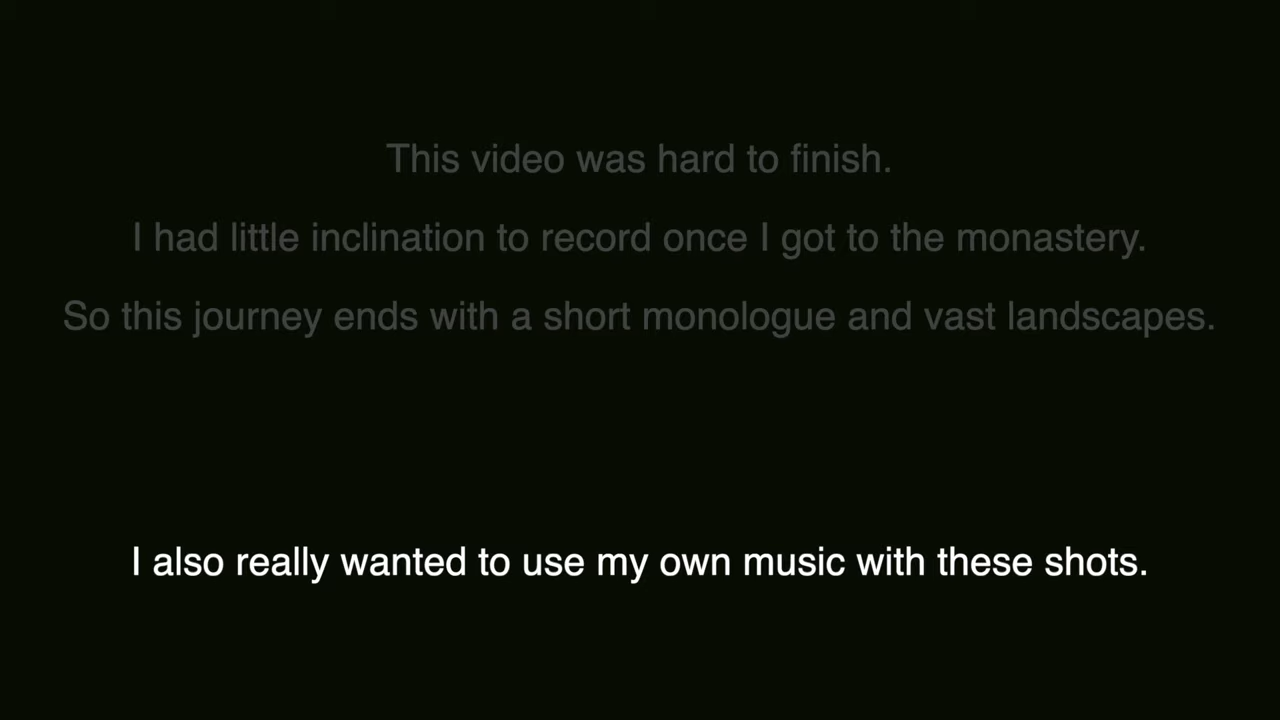 This video was hard to finish.
I had little inclination to record once I got to the monastery.
So this journey ends with a short monologue and vast landscapes.
I also really wanted to use my own music with these shots.